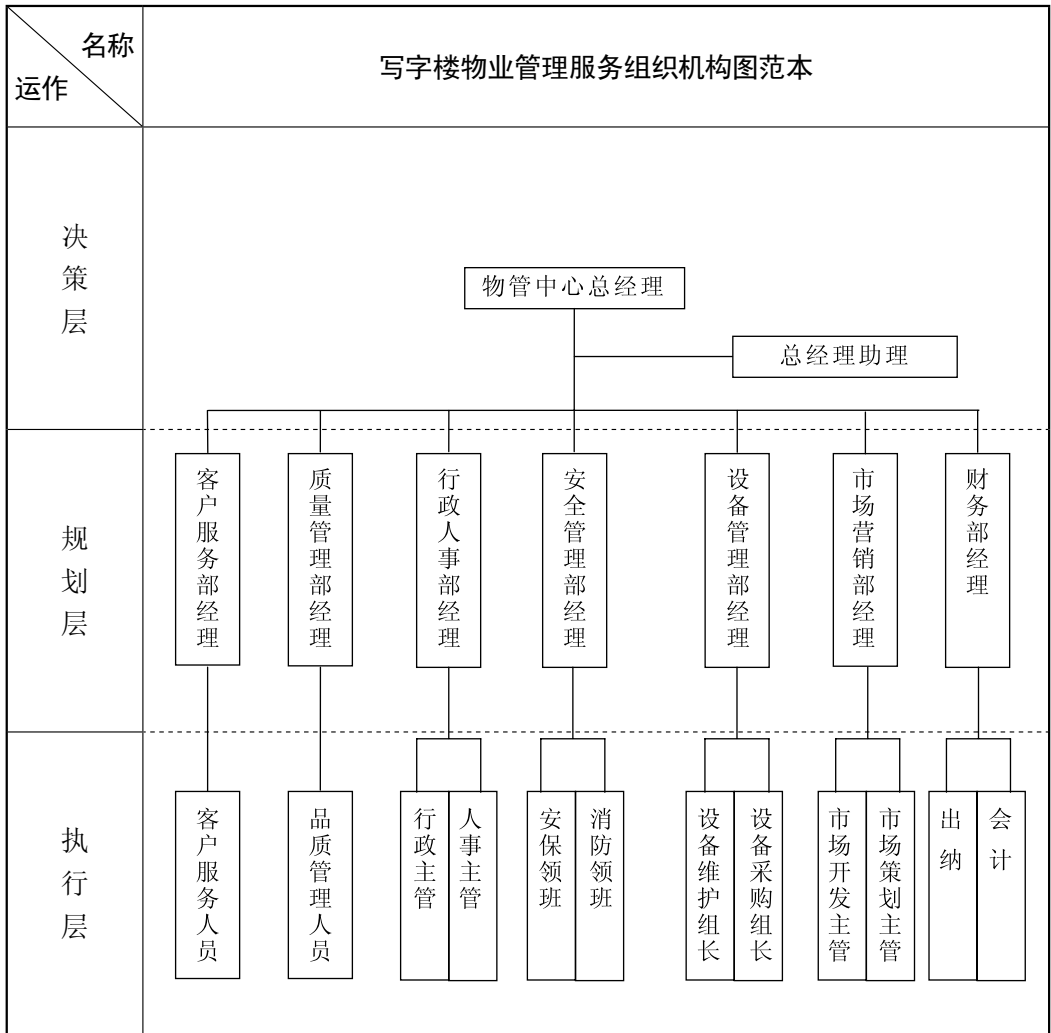 名称
运作
写字楼物业管理服务组织机构图范本
决策层
物管中心总经理
总经理助理
规划层
客户服务部经理
质量管理部经理
行政人事部经理
安全管理部经理
设备管理部经理
市场营销部经理
财务部经理
执行层
客户服务人员
品质管理人员
行政主管
人事主管
安保领班
消防领班
设备维护组长
设备采购组长
市场开发主管
市场策划主管
出纳
会计